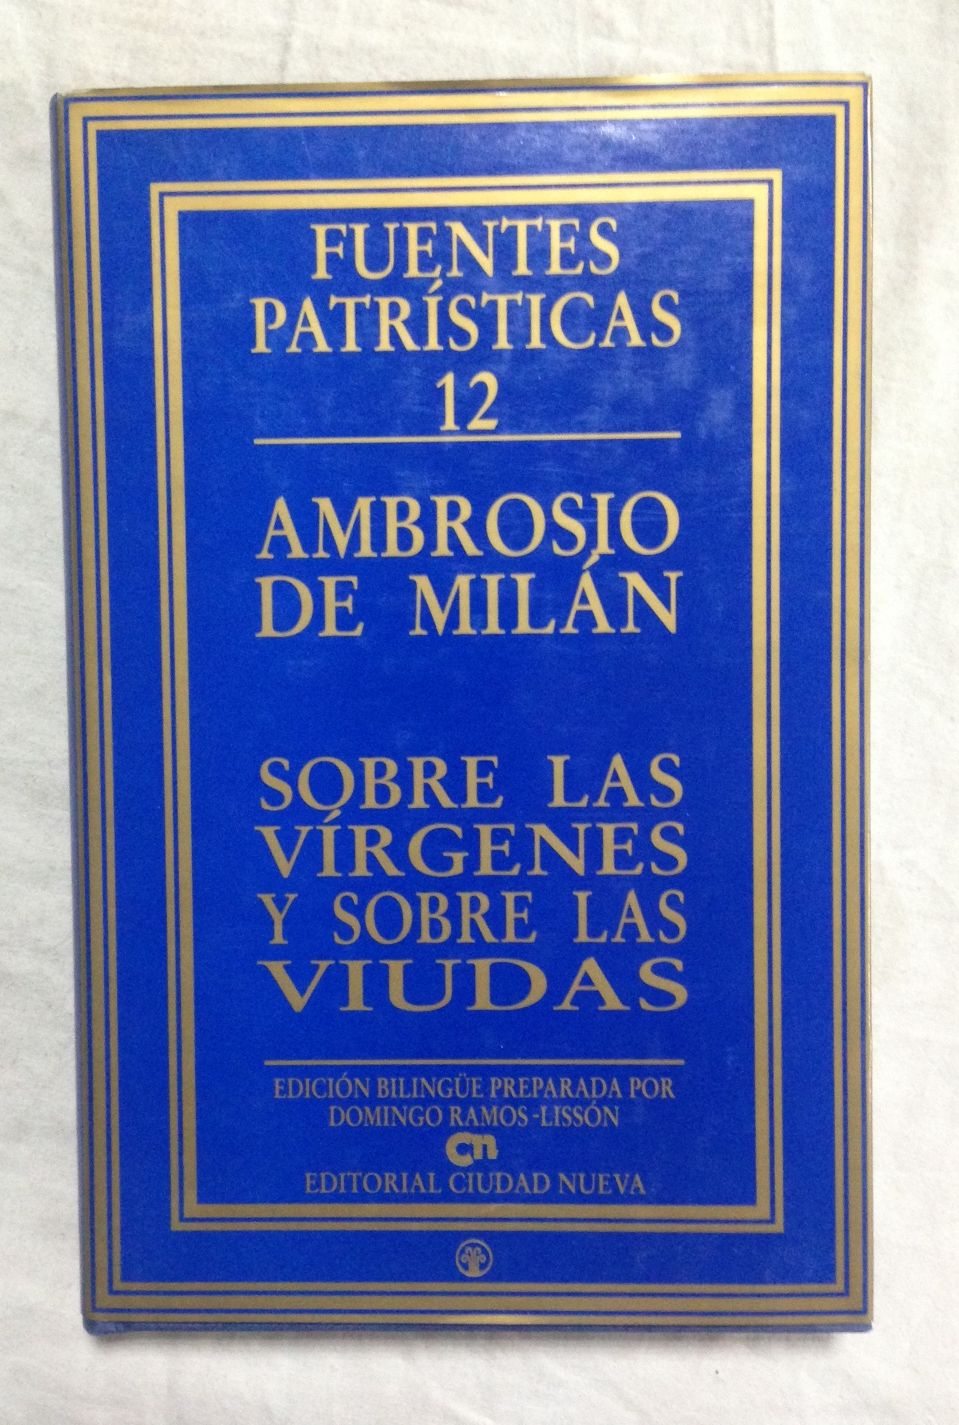 FUENTES
PATRÍSTICAS
12
AMBROSIO
DE MILÁN
SOBRE LAS
VÍRGENES
Y SOBRE LAS
VIUDAS
EDICIÓN BILINGÜE PREPARADA POR
DOMINGO RAMOS-LISSÓN
cn
EDITORIAL CIUDAD NUEVA